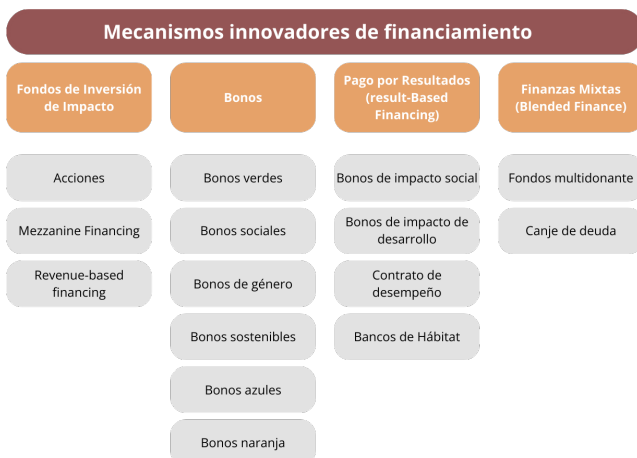 Mecanismos innovadores de financiamiento
Fondos de Inversión
de Impacto
Acciones
Mezzanine Financing
Revenue-based
financing
Bonos
Bonos verdes
Bonos sociales
Bonos de género
Bonos sostenibles
Bonos azules
Bonos naranja
Pago por Resultados
(result-Based
Financing)
Bonos de impacto social
Bonos de impacto de
desarrollo
Contrato de
desempeño
Bancos de Hábitat
Finanzas Mixtas
(Blended Finance)
Fondos multidonante
Canje de deuda